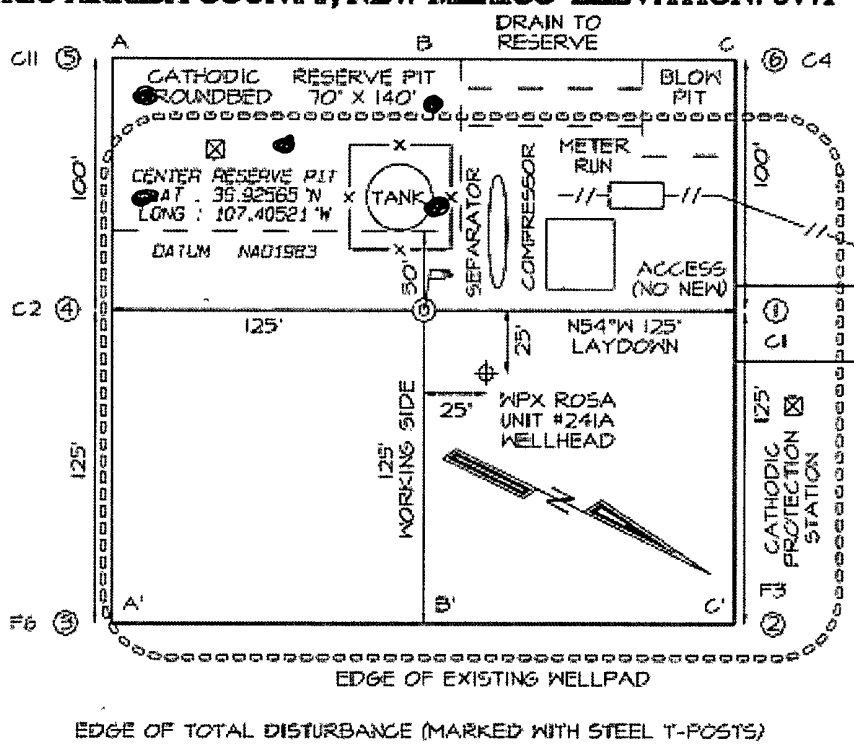 DRAIN TO
RESERVE
A
B
C
C11 5
6 C4
CATHODIC
GROUNDBED
RESERVE PIT
70' X 140'
BLOW
PIT
100'
100'
METER
RUN
CENTER RESERVE PIT
LAT : 36.92565°N
LONG : 107.40521°W
DATUM NAD1983
TANK
SEPARATOR
COMPRESSOR
50'
ACCESS
(NO NEW)
C2 4
1
C1
125'
N54°W 125'
LAYDOWN
25'
25'
WPX ROSA
UNIT #241A
WELLHEAD
125'
WORKING SIDE
125'
125'
CATHODIC
PROTECTION
STATION
N
A'
B'
C'
F6 3
2
EDGE OF EXISTING WELLPAD
EDGE OF TOTAL DISTURBANCE (MARKED WITH STEEL T-POSTS)